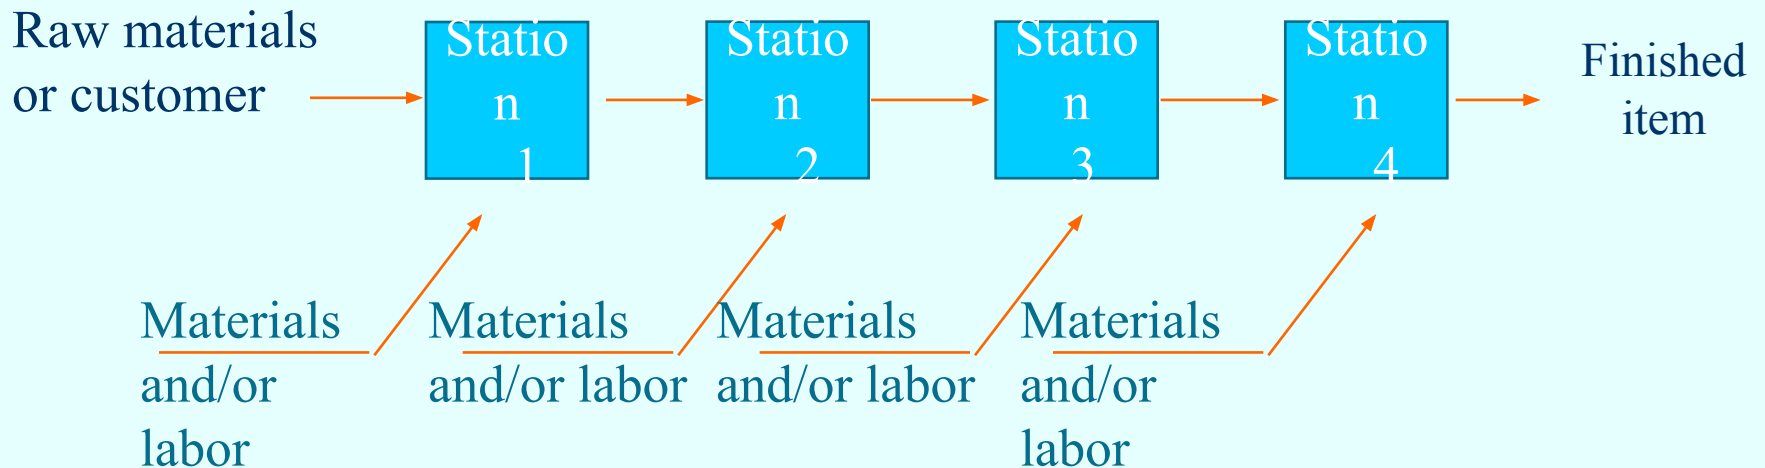 Raw materials
or customer
Statio
n
1
Statio
n
2
Statio
n
3
Statio
n
4
Finished
item
Materials
and/or
labor
Materials
and/or labor
Materials
and/or labor
Materials
and/or
labor